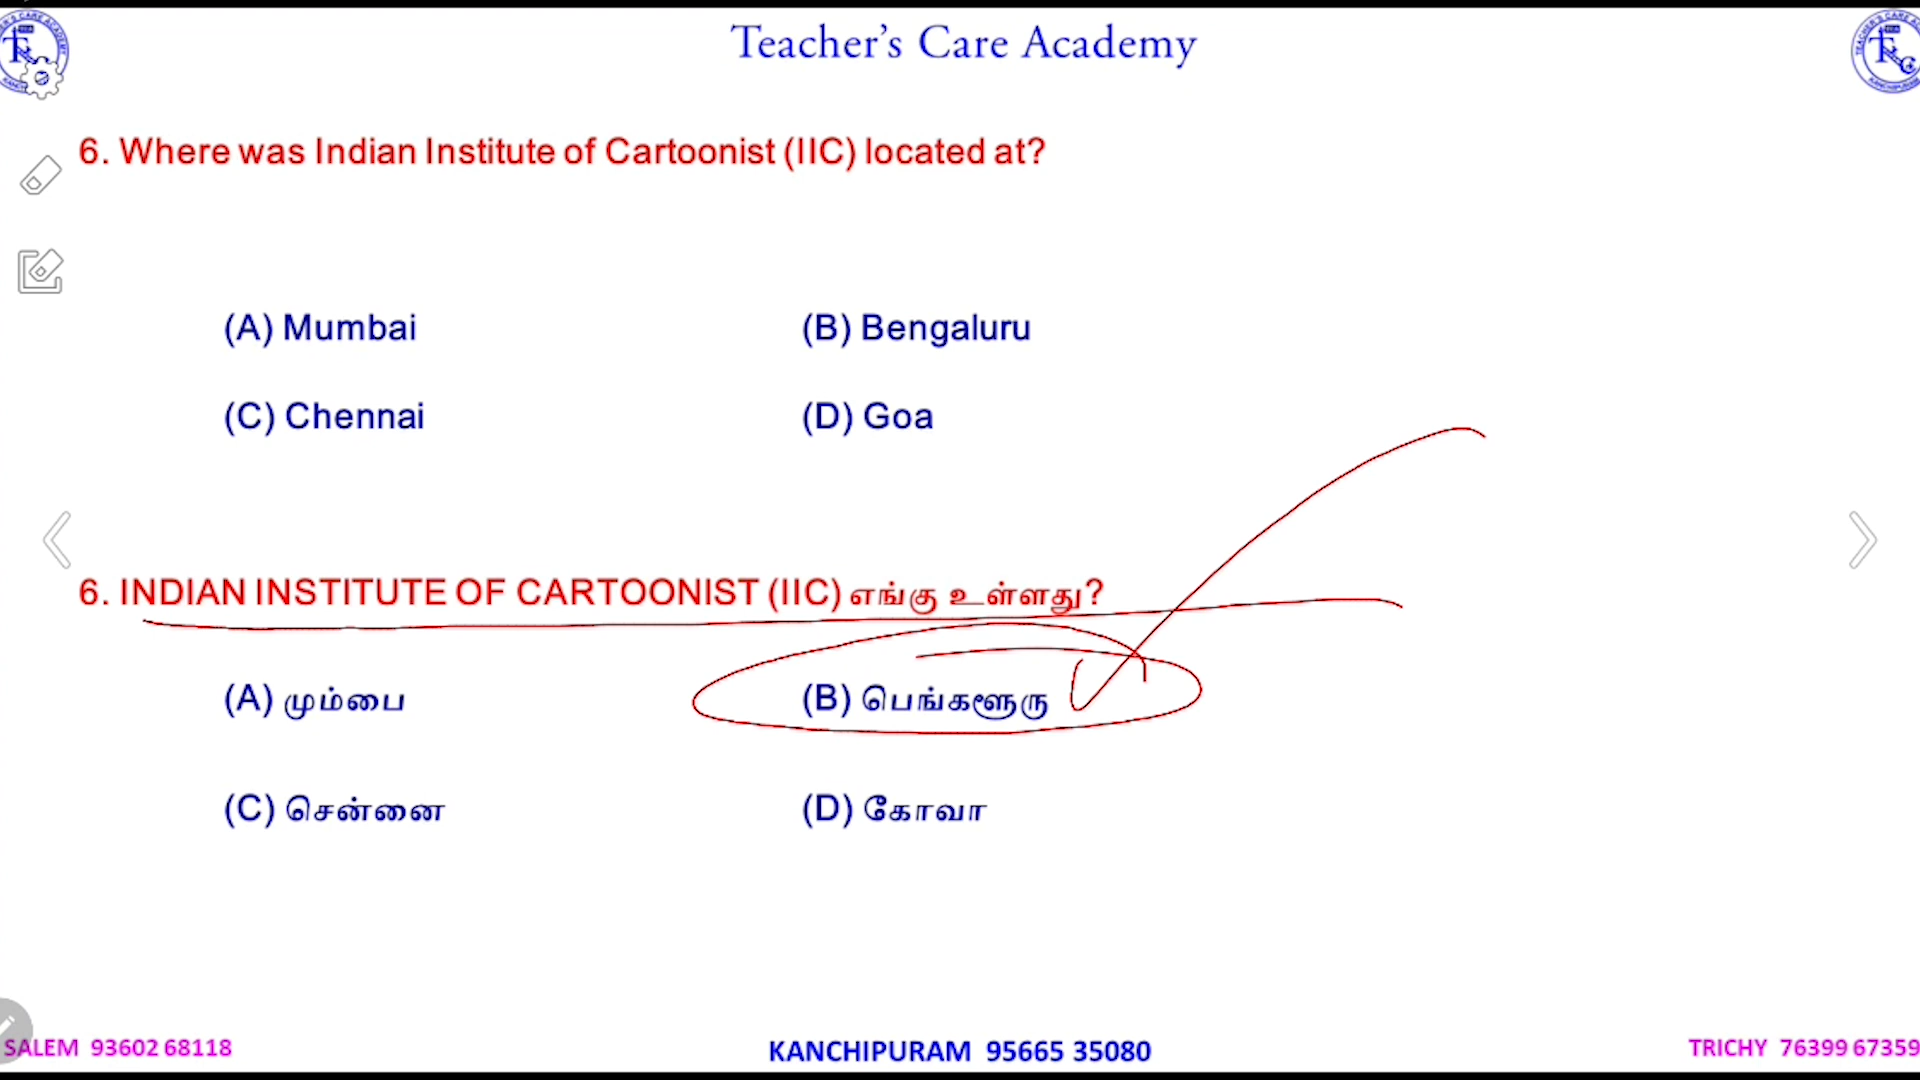 Teacher's Care Academy
6. Where was Indian Institute of Cartoonist (IIC) located at?
(A) Mumbai (B) Bengaluru
(C) Chennai (D) Goa
6. INDIAN INSTITUTE OF CARTOONIST (IIC) எங்கு உள்ளது?
(A) மும்பை (B) பெங்களூரு
(C) சென்னை (D) கோவா
SALEM 93602 68118 KANCHIPURAM 95665 35080 TRICHY 76399 67359